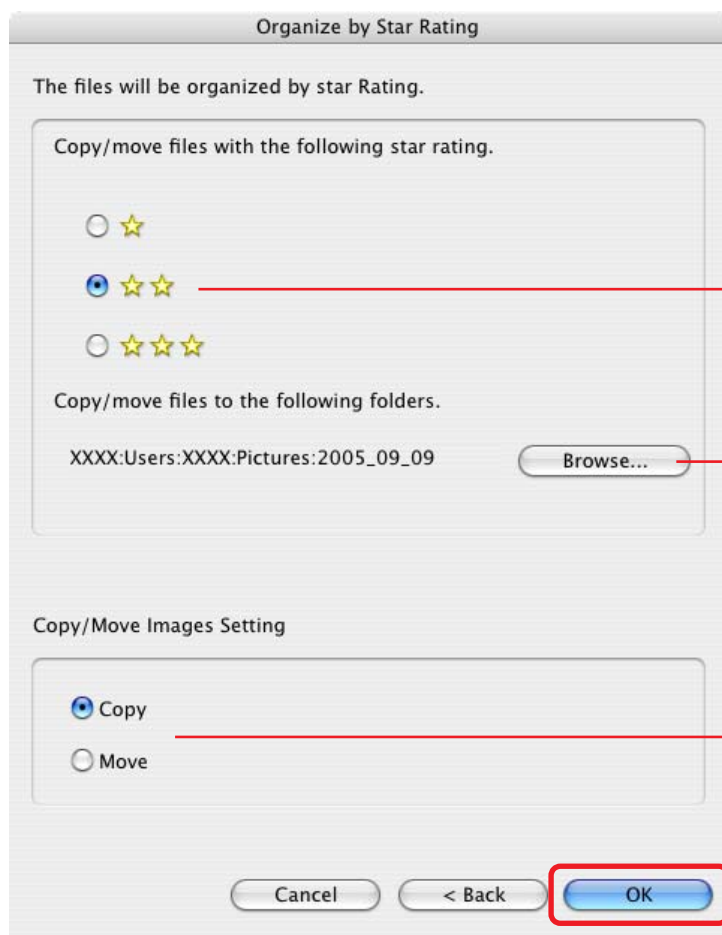 Organize by Star Rating
The files will be organized by star Rating.
Copy/move files with the following star rating.
Copy/move files to the following folders.
XXXX:Users:XXXX:Pictures:2005_09_09 Browse...
Copy/Move Images Setting
Copy
Move
Cancel < Back OK